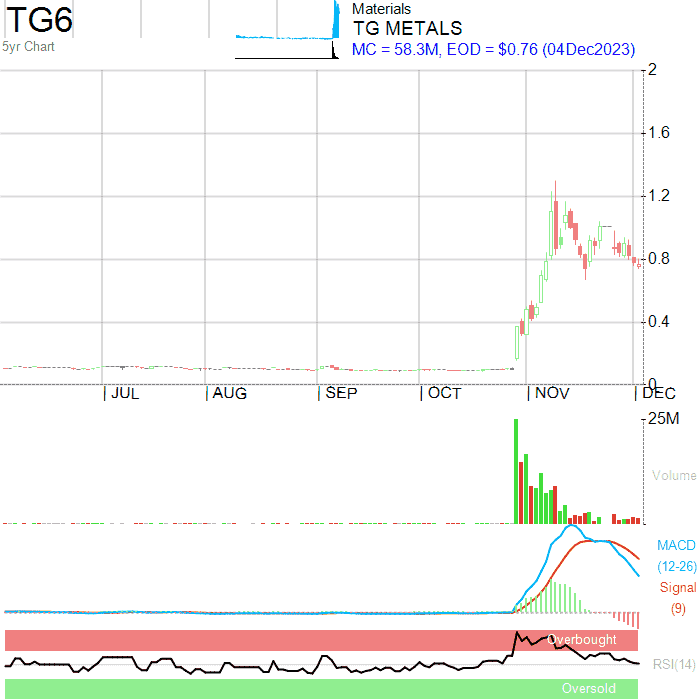 TG6
5yr Chart
Materials
TG METALS
MC = 58.3M, EOD = $0.76 (04Dec2023)
2
1.6
1.2
0.8
0.4
0
JUL AUG SEP OCT NOV DEC
25M
Volume
MACD
(12-26)
Signal
(9)
Overbought
RSI(14)
Oversold